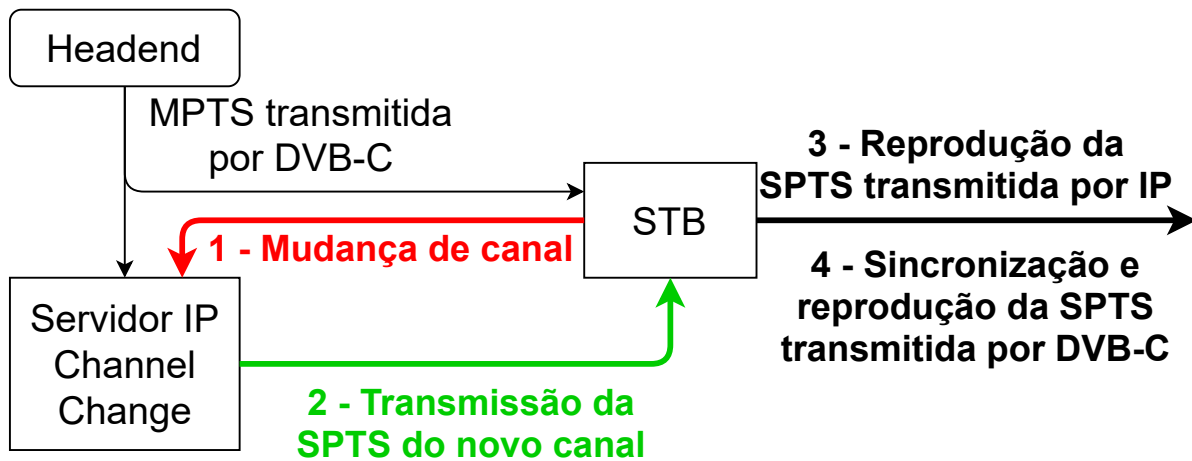 Headend
MPTS transmitida
por DVB-C
3 - Reprodução da
SPTS transmitida por IP
STB
1 - Mudança de canal
4 - Sincronização e
reprodução da SPTS
transmitida por DVB-C
Servidor IP
Channel
Change
2 - Transmissão da
SPTS do novo canal